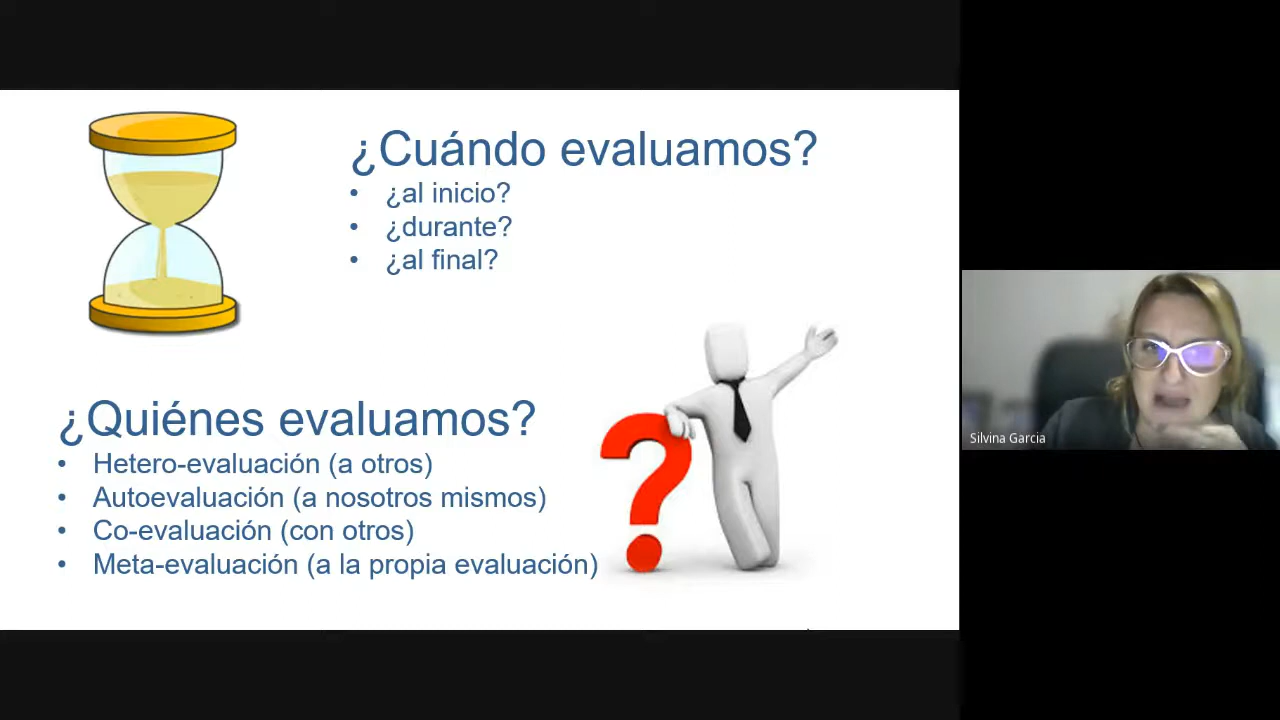 ¿Cuándo evaluamos?
• ¿al inicio?
• ¿durante?
• ¿al final?
¿Quiénes evaluamos?
• Hetero-evaluación (a otros)
• Autoevaluación (a nosotros mismos)
• Co-evaluación (con otros)
• Meta-evaluación (a la propia evaluación)
Silvina Garcia